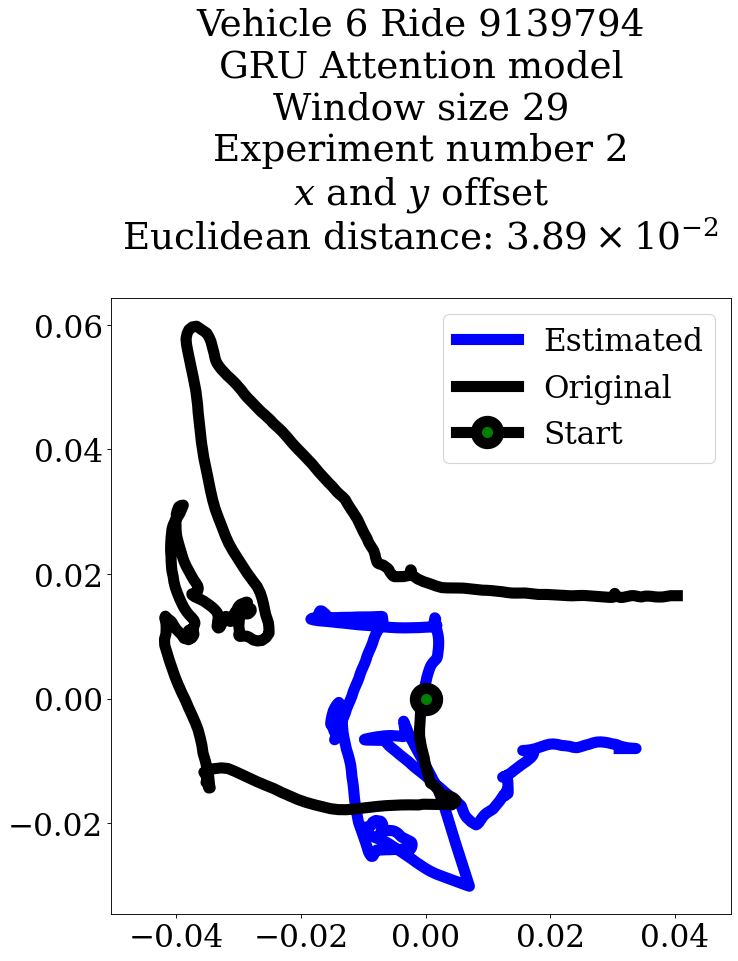 Vehicle 6 Ride 9139794
GRU Attention model
Window size 29
Experiment number 2
x and y offset
Euclidean distance: 3.89 × 10⁻²
Estimated
Original
Start
0.06
0.04
0.02
0.00
−0.02
−0.04
−0.02
0.00
0.02
0.04